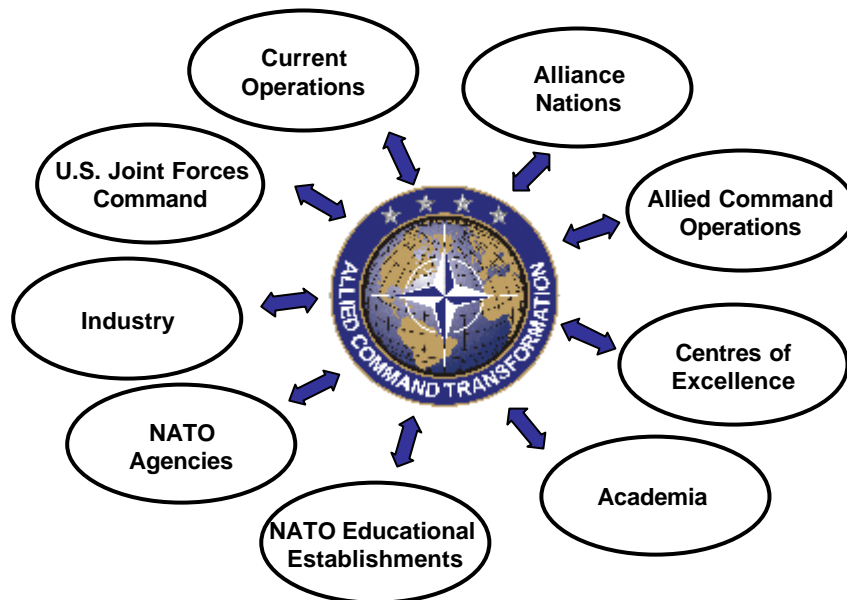 Current
Operations
Alliance
Nations
U.S. Joint Forces
Command
Allied Command
Operations
ALLIED COMMAND TRANSFORMATION
Industry
Centres of
Excellence
NATO
Agencies
Academia
NATO Educational
Establishments